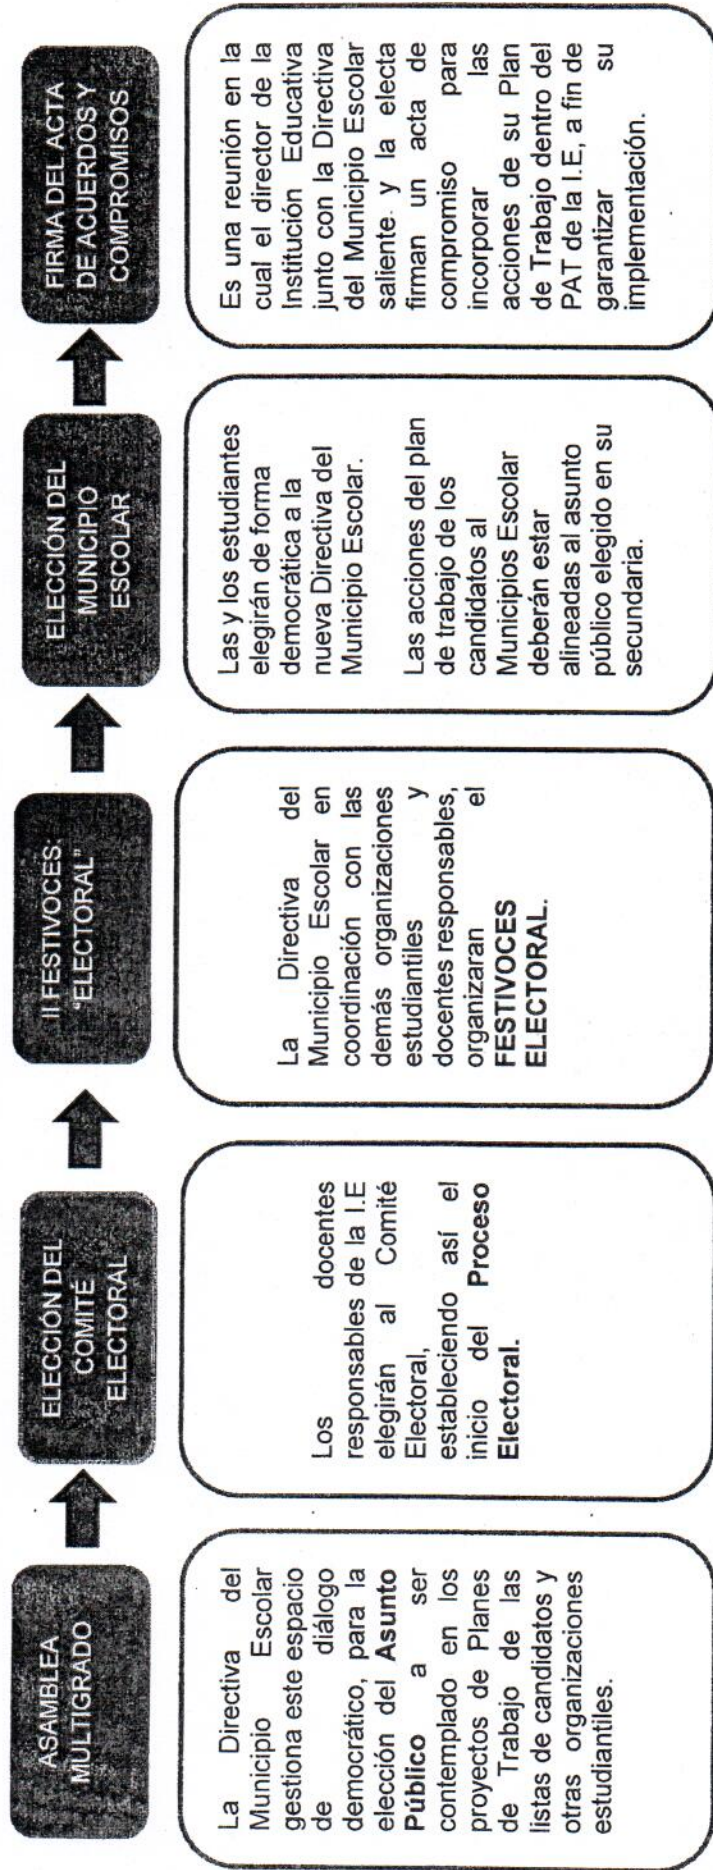 ASAMBLEA
MULTIGRADO
La Directiva del
Municipio Escolar
gestiona este espacio
de diálogo
democrático, para la
elección del Asunto
Público a ser
contemplado en los
proyectos de Planes
de Trabajo de las
listas de candidatos y
otras organizaciones
estudiantiles.
ELECCIÓN DEL
COMITÉ
ELECTORAL
Los docentes
responsables de la I.E
elegirán al Comité
Electoral,
estableciendo así el
inicio del Proceso
Electoral.
II FESTIVOCES:
"ELECTORAL"
La Directiva del
Municipio Escolar en
coordinación con las
demás organizaciones
estudiantiles y
docentes responsables,
organizaran el
FESTIVOCES
ELECTORAL.
ELECCIÓN DEL
MUNICIPIO
ESCOLAR
Las y los estudiantes
elegirán de forma
democrática a la
nueva Directiva del
Municipio Escolar.
Las acciones del plan
de trabajo de los
candidatos al
Municipios Escolar
deberán estar
alineadas al asunto
público elegido en su
secundaria.
FIRMA DEL ACTA
DE ACUERDOS Y
COMPROMISOS
Es una reunión en la
cual el director de la
Institución Educativa
junto con la Directiva
del Municipio Escolar
saliente y la electa
firman un acta de
compromiso para
incorporar las
acciones de su Plan
de Trabajo dentro del
PAT de la I.E, a fin de
garantizar su
implementación.